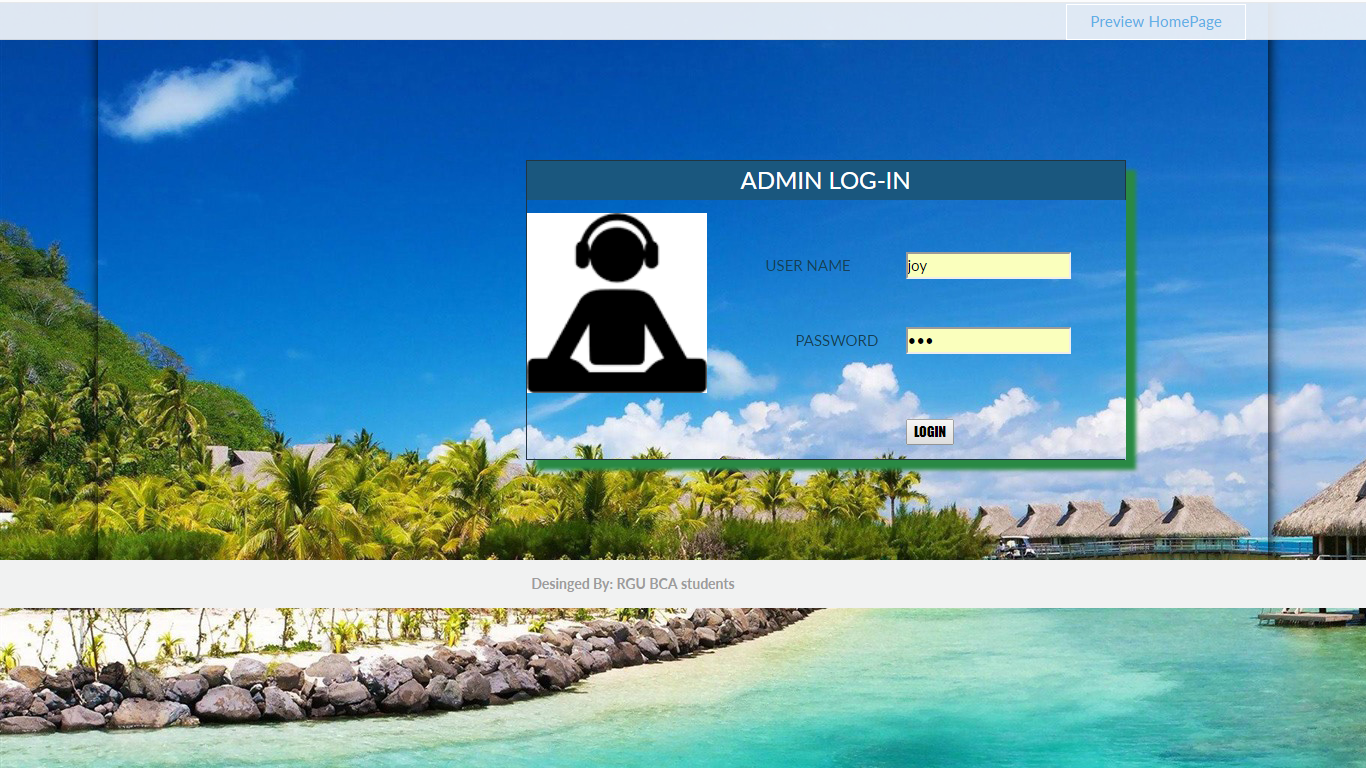 Preview HomePage
ADMIN LOG-IN
USER NAME joy
PASSWORD •••
LOGIN
Desinged By: RGU BCA students